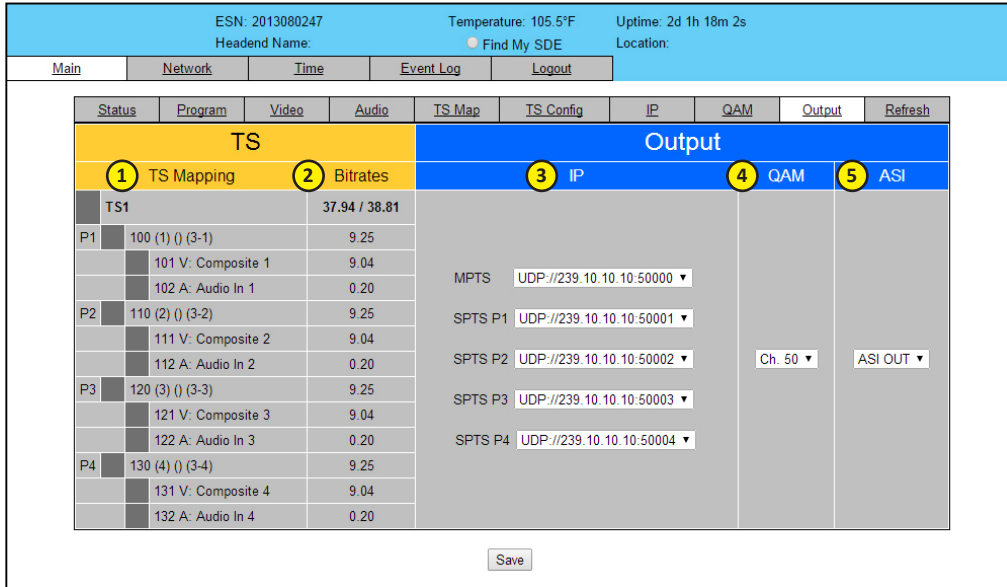 ESN: 2013080247 Temperature: 105.5°F Uptime: 2d 1h 18m 2s
Headend Name: Find My SDE Location:
Main Network Time Event Log Logout
Status Program Video Audio TS Map TS Config IP QAM Output Refresh
TS Output
1 TS Mapping 2 Bitrates 3 IP 4 QAM 5 ASI
TS1 37.94 / 38.81
P1 100 (1) () (3-1) 9.25
101 V: Composite 1 9.04
102 A: Audio In 1 0.20
P2 110 (2) () (3-2) 9.25
111 V: Composite 2 9.04
112 A: Audio In 2 0.20
P3 120 (3) () (3-3) 9.25
121 V: Composite 3 9.04
122 A: Audio In 3 0.20
P4 130 (4) () (3-4) 9.25
131 V: Composite 4 9.04
132 A: Audio In 4 0.20
MPTS UDP://239.10.10.10:50000
SPTS P1 UDP://239.10.10.10:50001
SPTS P2 UDP://239.10.10.10:50002
SPTS P3 UDP://239.10.10.10:50003
SPTS P4 UDP://239.10.10.10:50004
Ch. 50
ASI OUT
Save